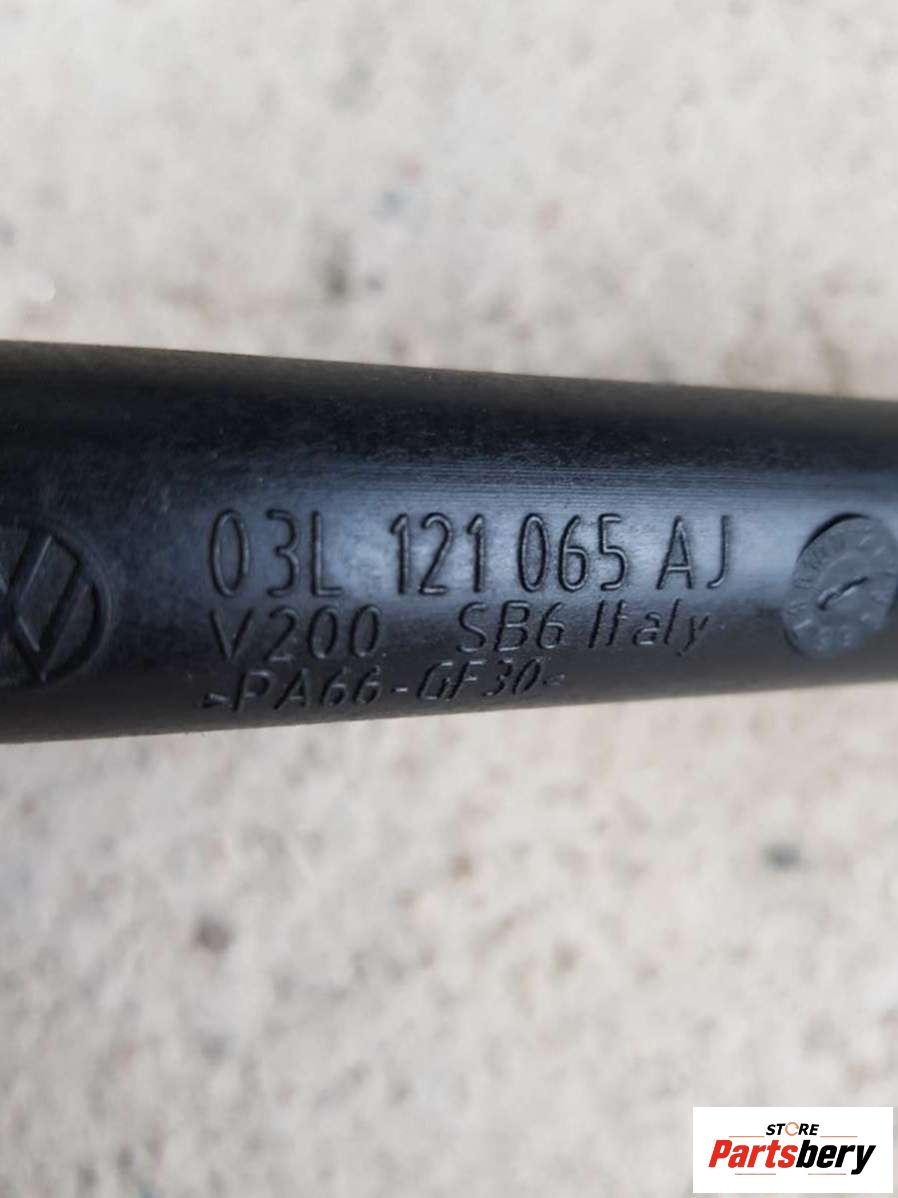 03L 121 065 AJ
V200 SB6 Italy
>PA66-GF30<
STORE
Partsbery